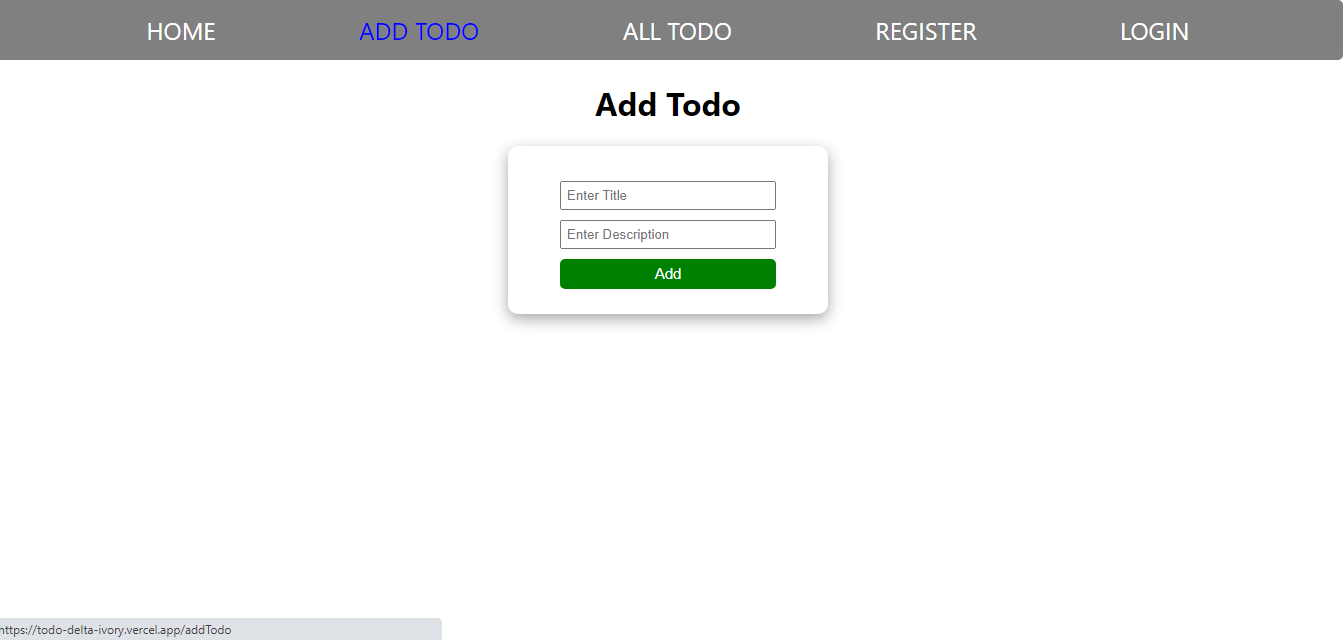 HOME ADD TODO ALL TODO REGISTER LOGIN
Add Todo
Enter Title
Enter Description
Add
https://todo-delta-ivory.vercel.app/addTodo